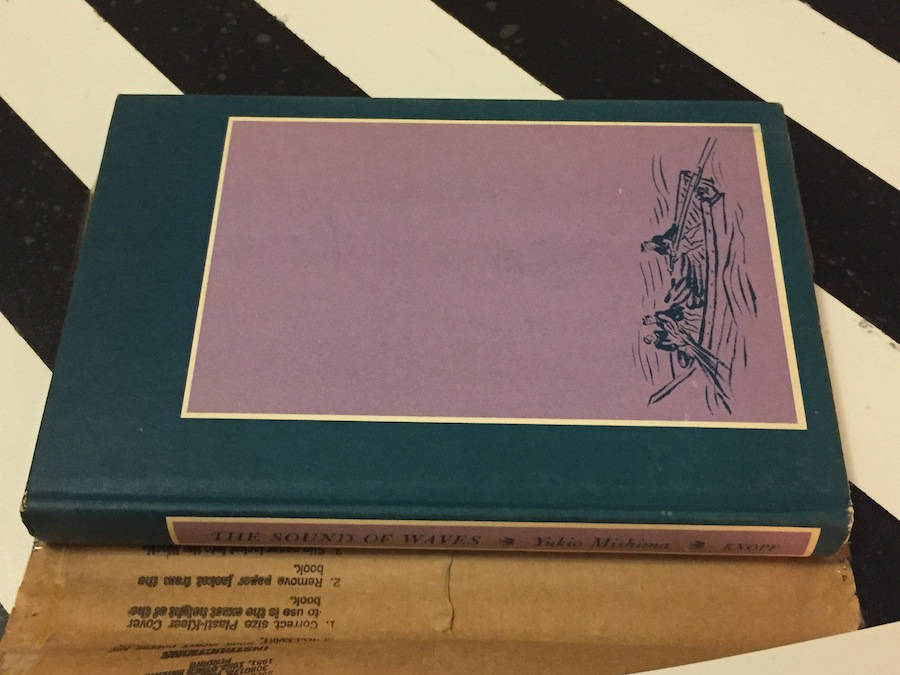 THE SOUND OF WAVES Yukio Mishima KNOPF
INSTRUCTIONS
1. Correct size Plasti-Kleer Cover
to use is the exact height of the
book.
2. Remove paper jacket from the
book.